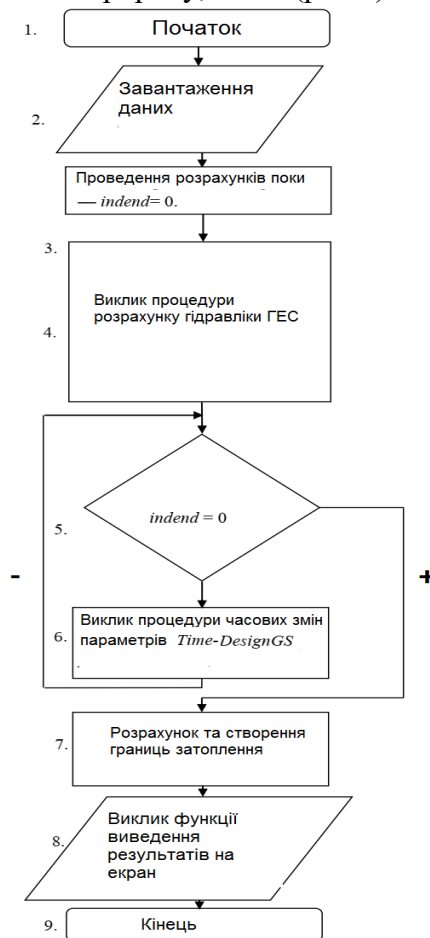 1. Початок
Завантаження
даних
2.
Проведення розрахунків поки
— indend= 0.
3.
Виклик процедури
розрахунку гідравліки ГЕС
4.
indend = 0
5.
-
+
Виклик процедури часових змін
6. параметрів Time-DesignGS
Розрахунок та створення
7. границь затоплення
Виклик функції
8. виведення
результатів на
екран
9. Кінець